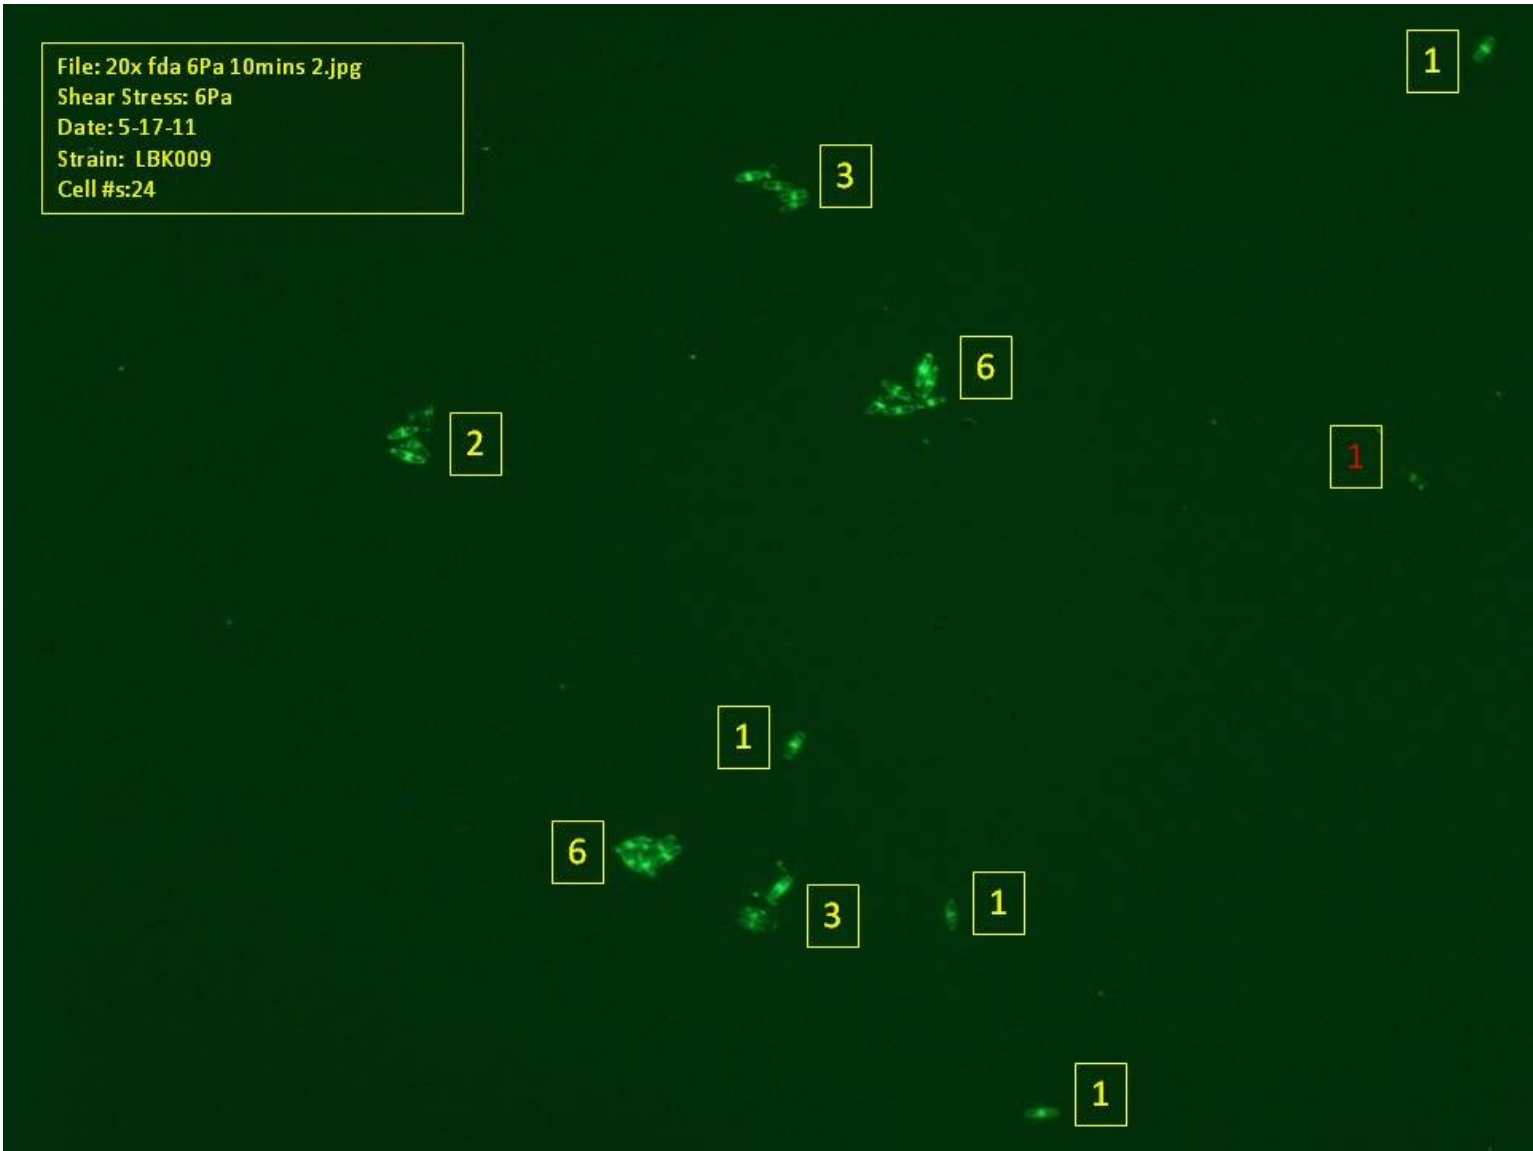 File: 20x fda 6Pa 10mins 2.jpg
Shear Stress: 6Pa
Date: 5-17-11
Strain: LBK009
Cell #s:24
1
3
6
2
1
1
6
3
1
1